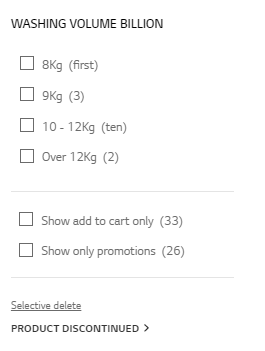 WASHING VOLUME BILLION
8Kg (first)
9Kg (3)
10 - 12Kg (ten)
Over 12Kg (2)
Show add to cart only (33)
Show only promotions (26)
Selective delete
PRODUCT DISCONTINUED >